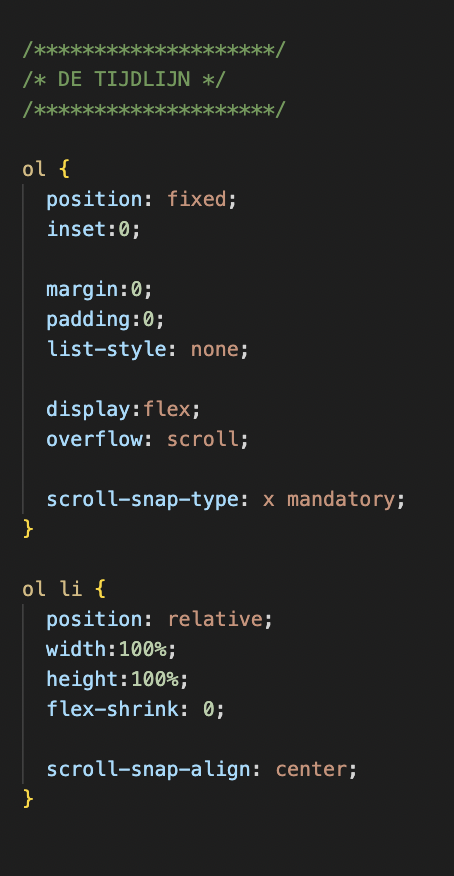 /********************/
/* DE TIJDLIJN */
/********************/
ol {
position: fixed;
inset:0;
margin:0;
padding:0;
list-style: none;
display:flex;
overflow: scroll;
scroll-snap-type: x mandatory;
}
ol li {
position: relative;
width:100%;
height:100%;
flex-shrink: 0;
scroll-snap-align: center;
}